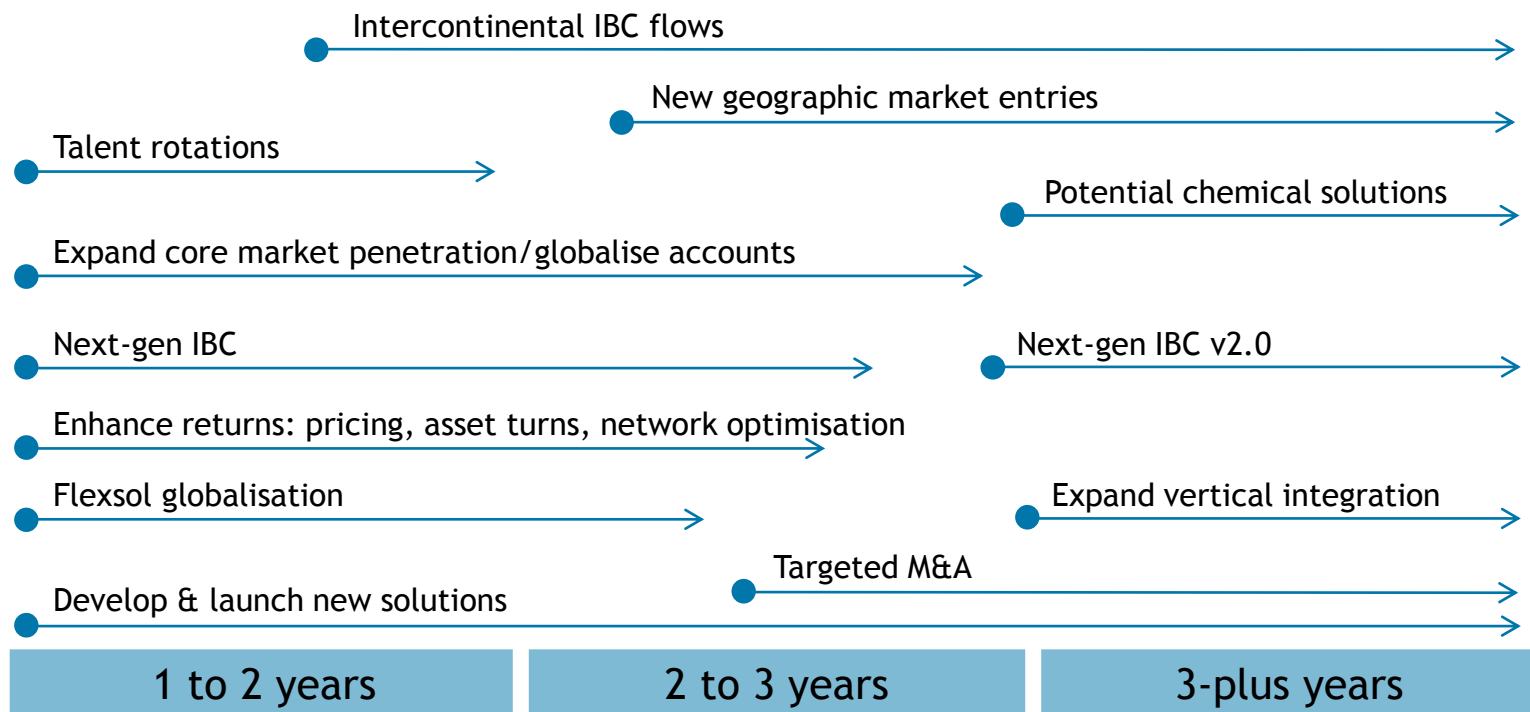 Intercontinental IBC flows
New geographic market entries
Talent rotations
Potential chemical solutions
Expand core market penetration/globalise accounts
Next-gen IBC
Next-gen IBC v2.0
Enhance returns: pricing, asset turns, network optimisation
Flexsol globalisation
Expand vertical integration
Targeted M&A
Develop & launch new solutions
1 to 2 years
2 to 3 years
3-plus years